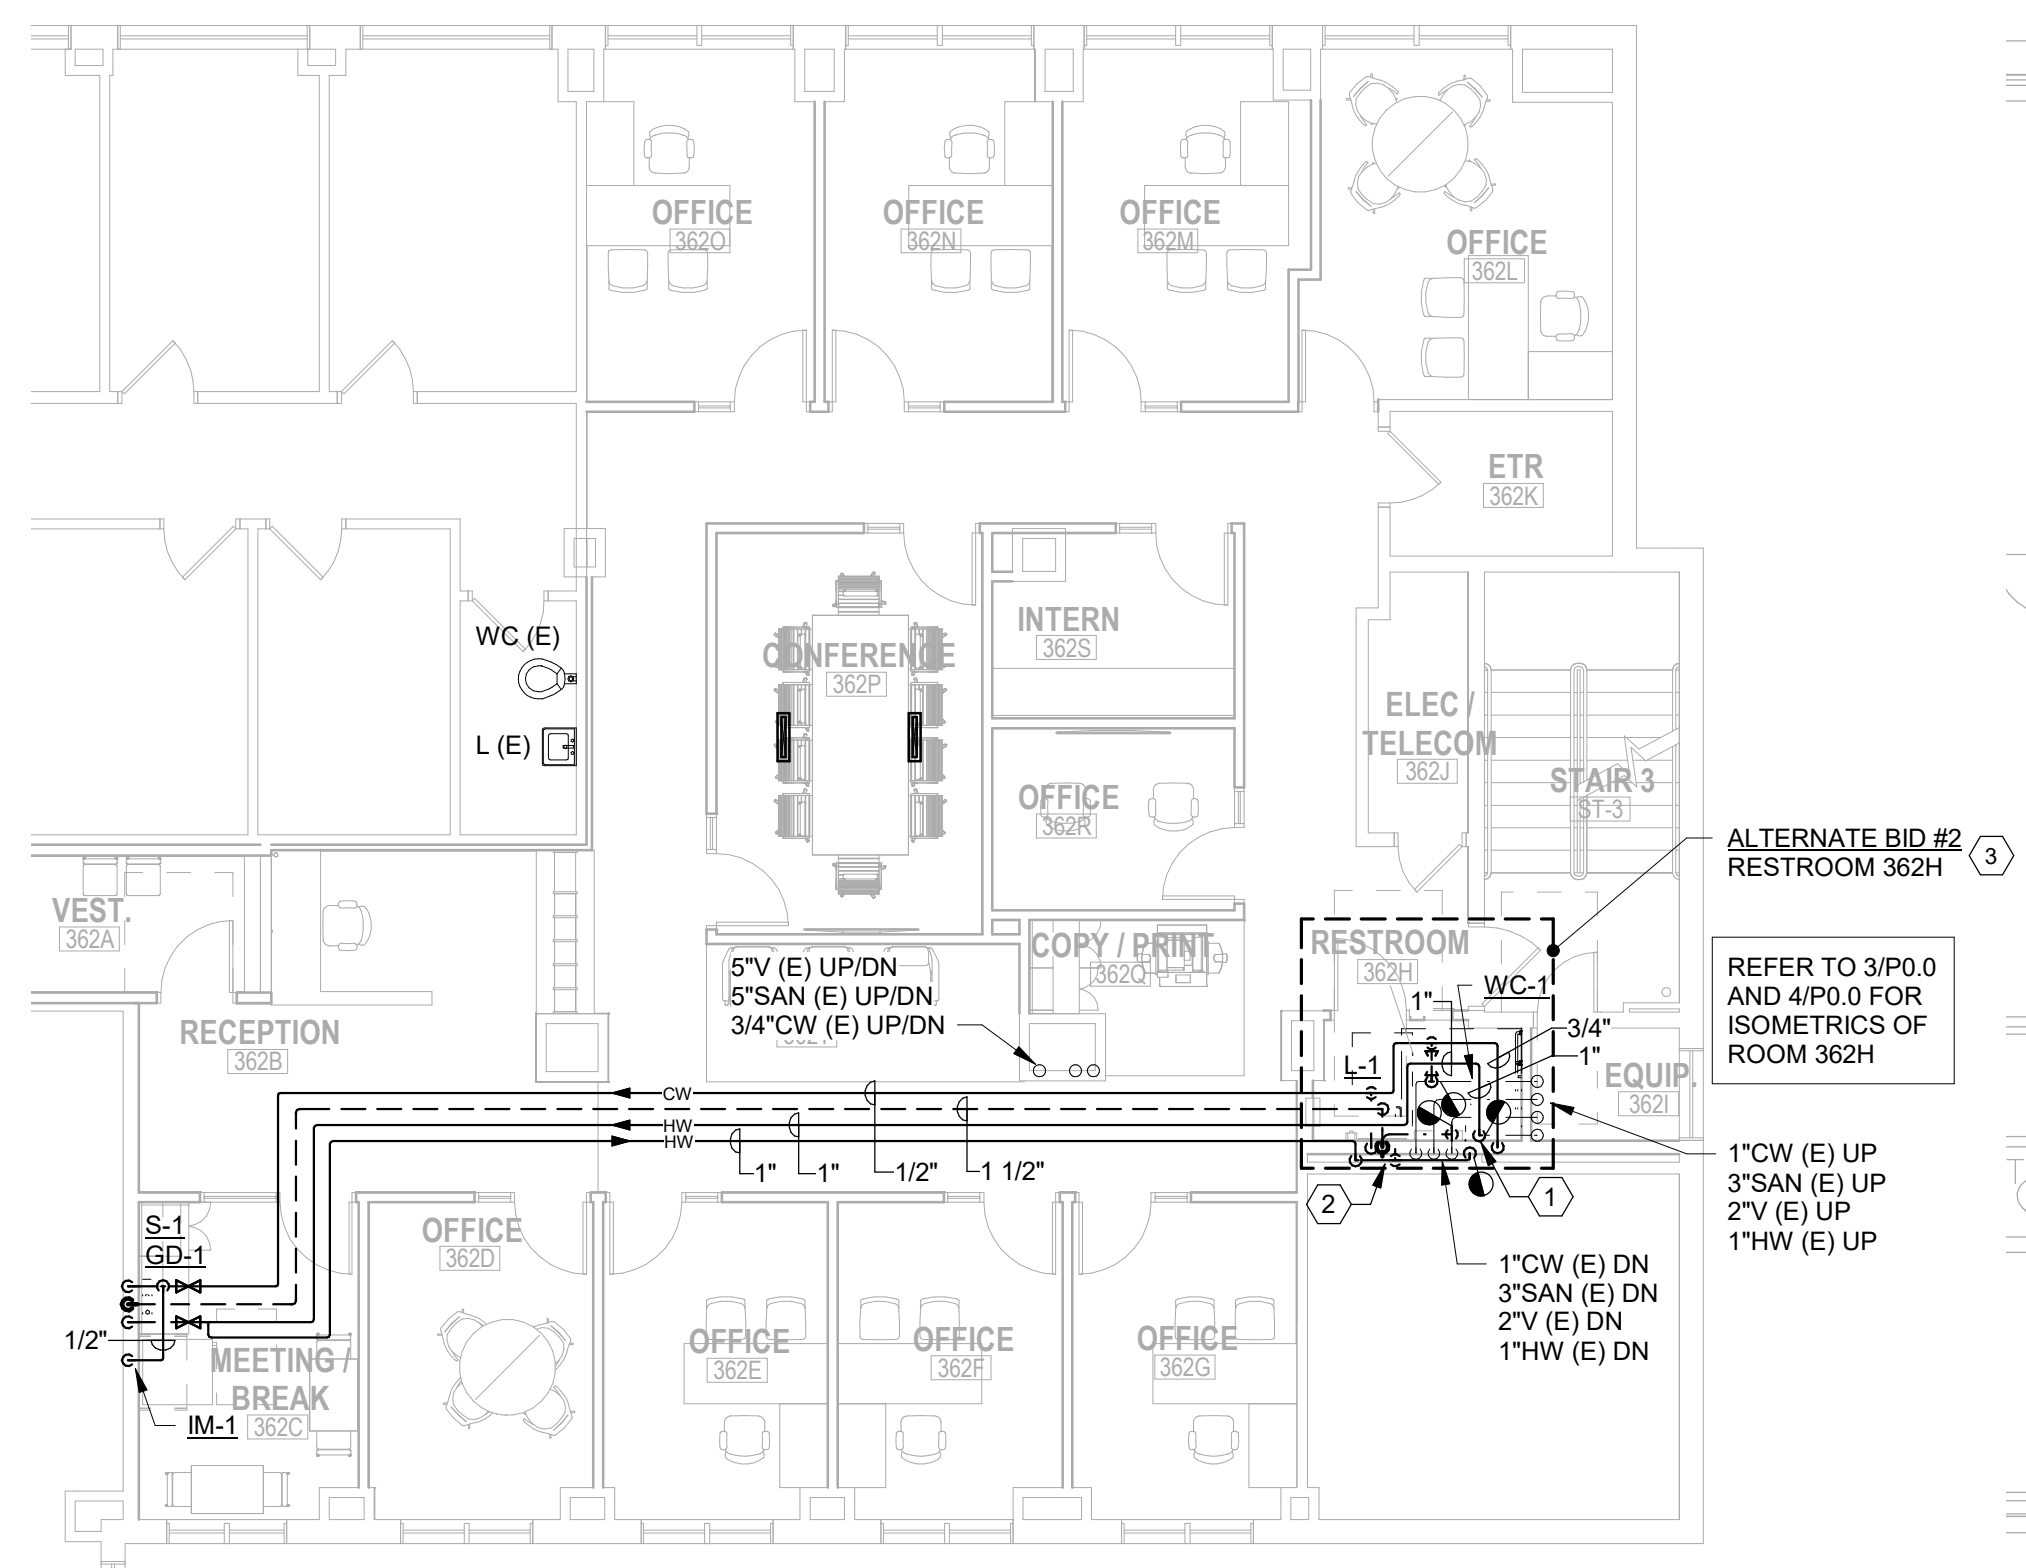 OFFICE
362O
OFFICE
362N
OFFICE
362M
OFFICE
362L
ETR
362K
WC (E)
L (E)
CONFERENCE
362P
INTERN
362S
OFFICE
362R
ELEC /
TELECOM
362J
STAIR 3
ST-3
ALTERNATE BID #2
RESTROOM 362H
3
VEST.
362A
RECEPTION
362B
5"V (E) UP/DN
5"SAN (E) UP/DN
3/4"CW (E) UP/DN
COPY / PRINT
362Q
RESTROOM
362H
WC-1
1"
3/4"
1"
L-1
EQUIP.
362I
REFER TO 3/P0.0
AND 4/P0.0 FOR
ISOMETRICS OF
ROOM 362H
CW
HW
HW
1"
1"
1/2"
1 1/2"
2
1
1"CW (E) UP
3"SAN (E) UP
2"V (E) UP
1"HW (E) UP
1"CW (E) DN
3"SAN (E) DN
2"V (E) DN
1"HW (E) DN
S-1
GD-1
1/2"
IM-1
MEETING /
BREAK
362C
OFFICE
362D
OFFICE
362E
OFFICE
362F
OFFICE
362G